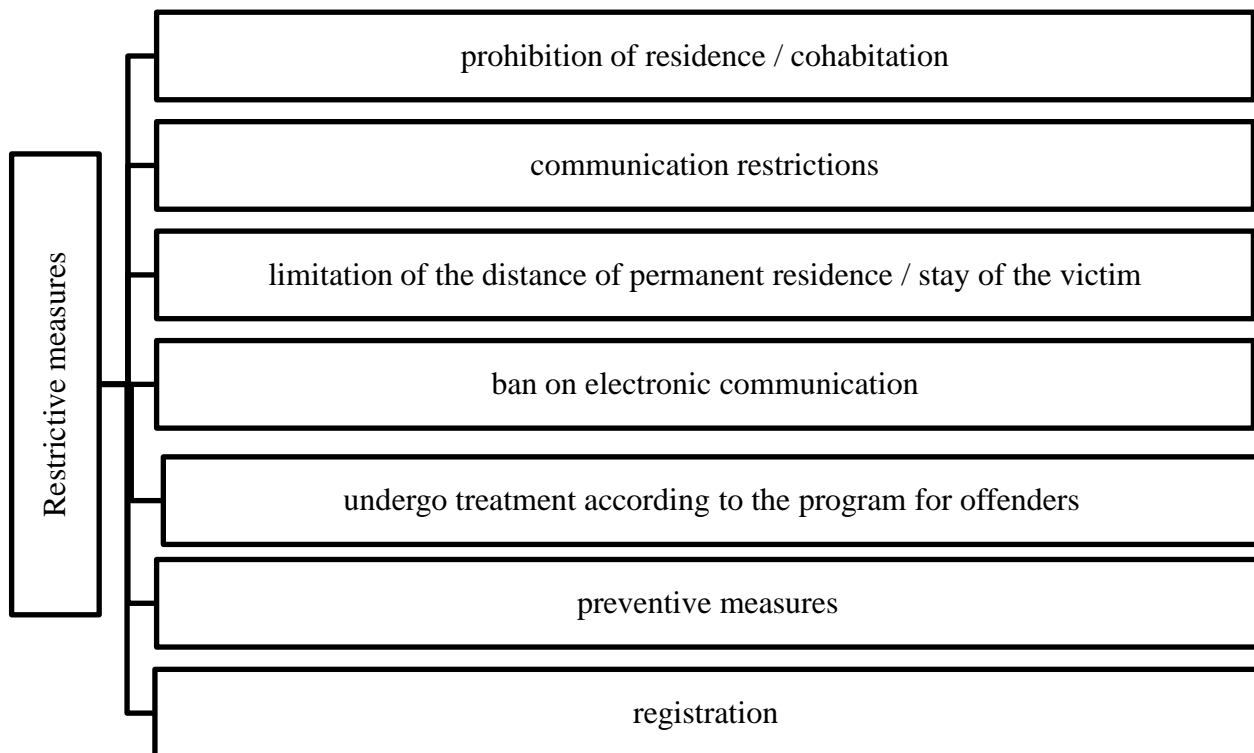 Restrictive measures
prohibition of residence / cohabitation
communication restrictions
limitation of the distance of permanent residence / stay of the victim
ban on electronic communication
undergo treatment according to the program for offenders
preventive measures
registration